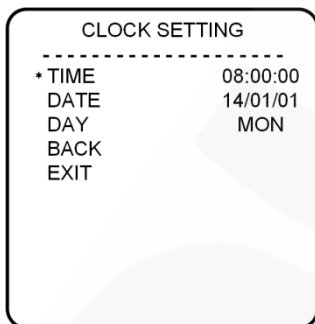 CLOCK SETTING
- - - - - - - - - - - - - - - - - - - - - -
* TIME 08:00:00
DATE 14/01/01
DAY MON
BACK
EXIT